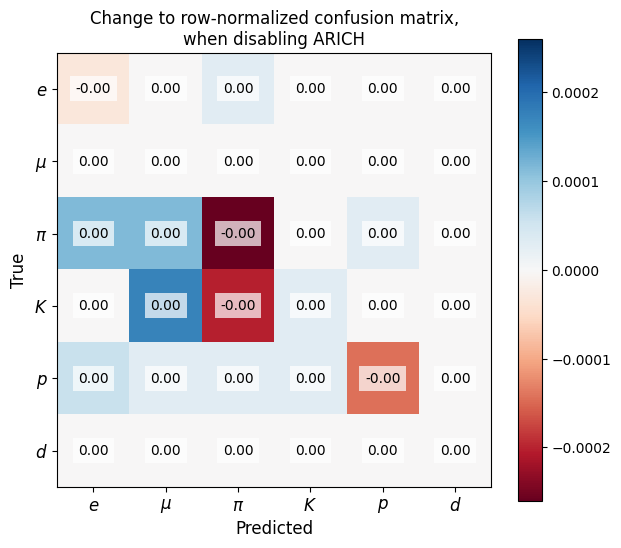 Change to row-normalized confusion matrix,
when disabling ARICH
e -0.00 0.00 0.00 0.00 0.00 0.00
μ 0.00 0.00 0.00 0.00 0.00 0.00
π 0.00 0.00 -0.00 0.00 0.00 0.00
K 0.00 0.00 -0.00 0.00 0.00 0.00
p 0.00 0.00 0.00 0.00 -0.00 0.00
d 0.00 0.00 0.00 0.00 0.00 0.00
True
e μ π K p d
Predicted
0.0002
0.0001
0.0000
−0.0001
−0.0002